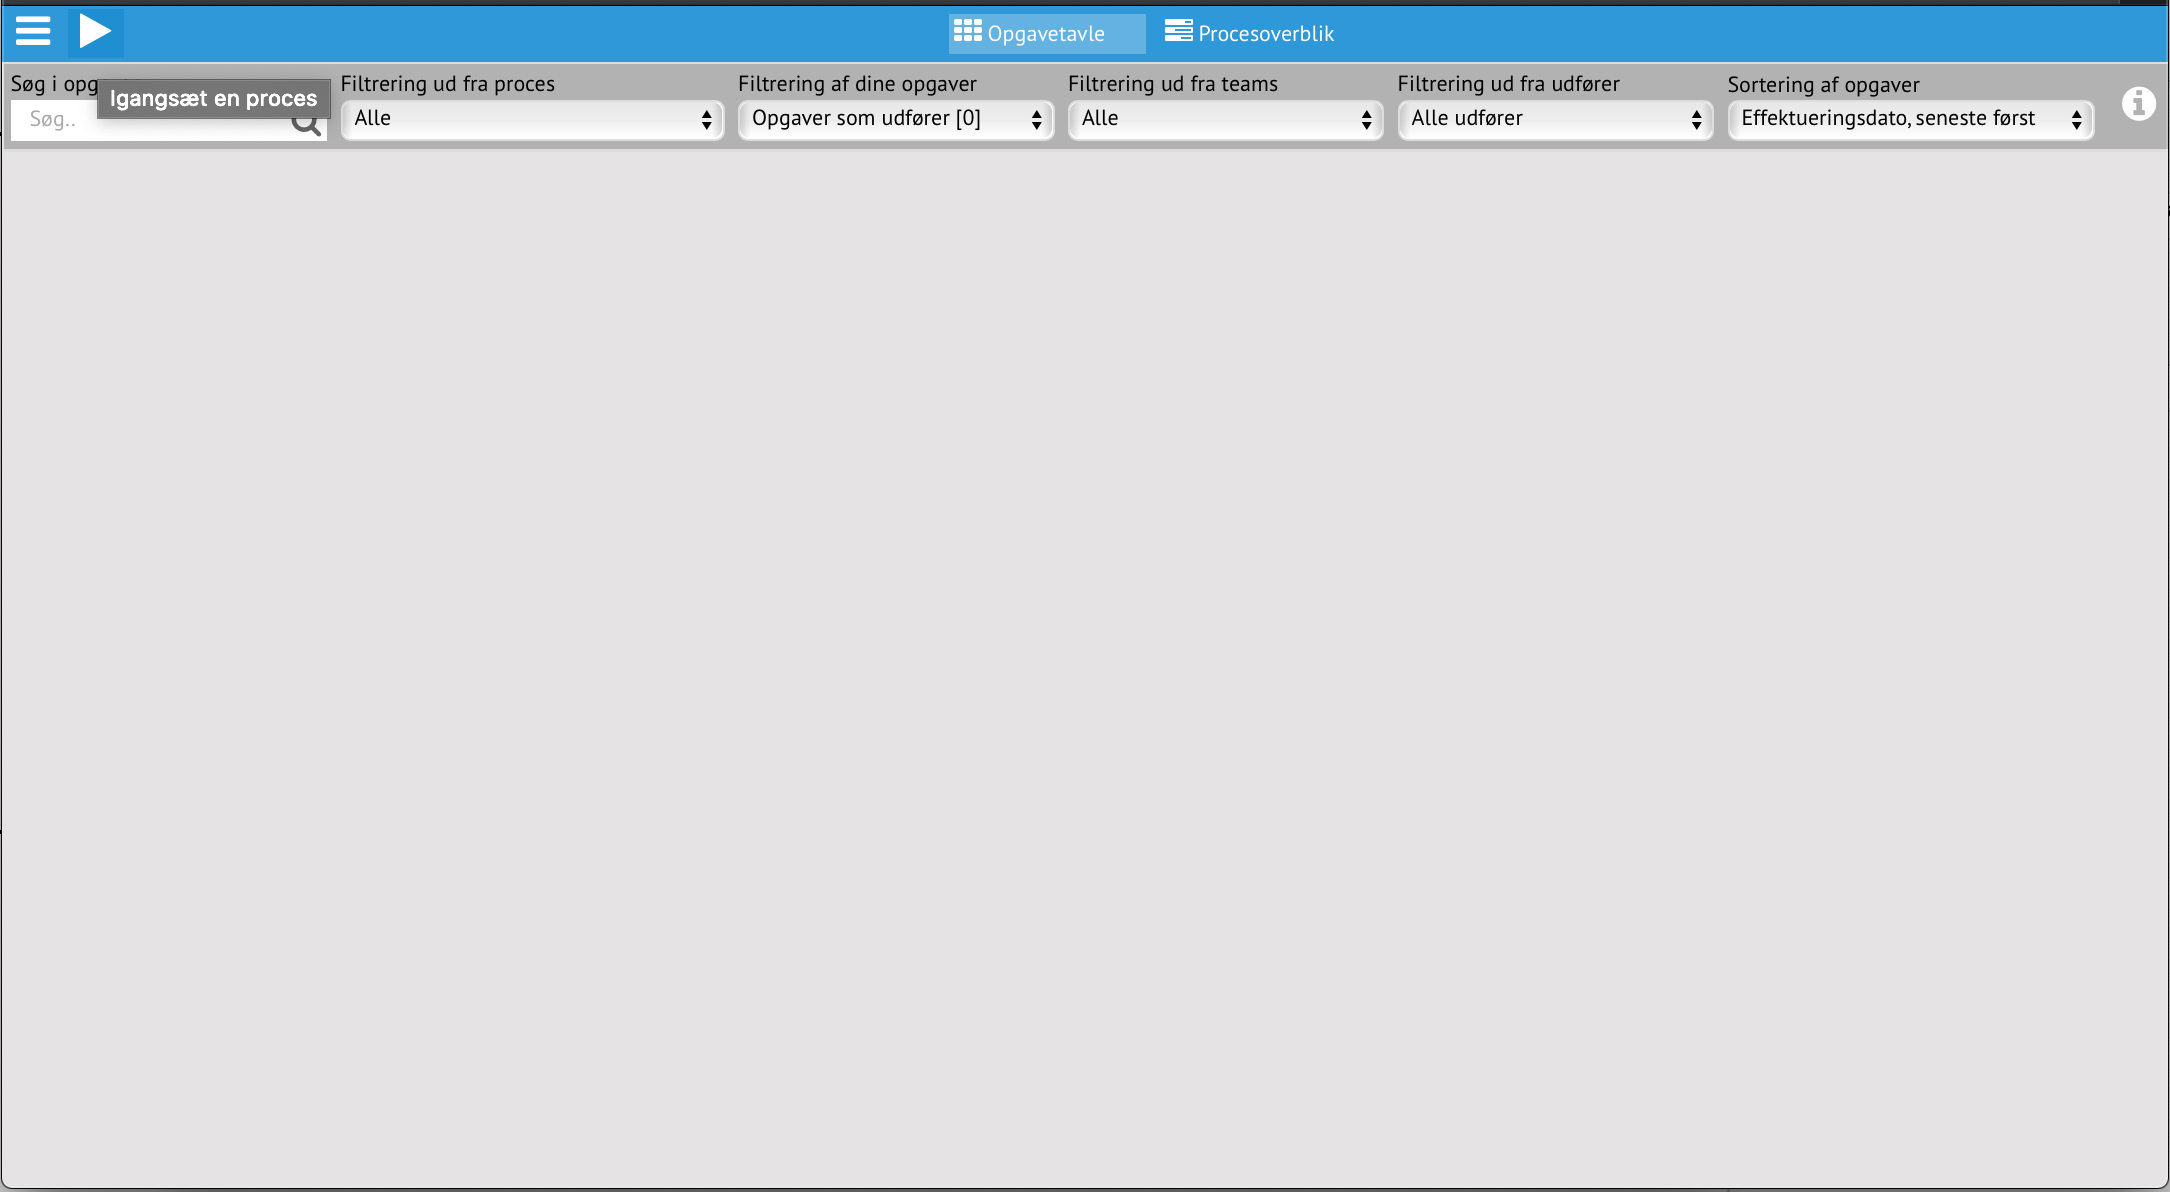 Opgavetavle
Procesoverblik
Søg i opg
Igangsæt en proces
Søg..
Filtrering ud fra proces
Alle
Filtrering af dine opgaver
Opgaver som udfører [0]
Filtrering ud fra teams
Alle
Filtrering ud fra udfører
Alle udfører
Sortering af opgaver
Effektueringsdato, seneste først